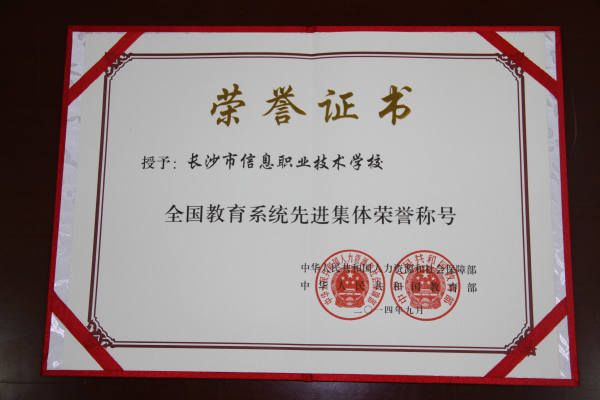 荣誉证书
授予：长沙市信息职业技术学校
全国教育系统先进集体荣誉称号
中华人民共和国人力资源和社会保障部
中华人民共和国教育部
二〇一四年九月